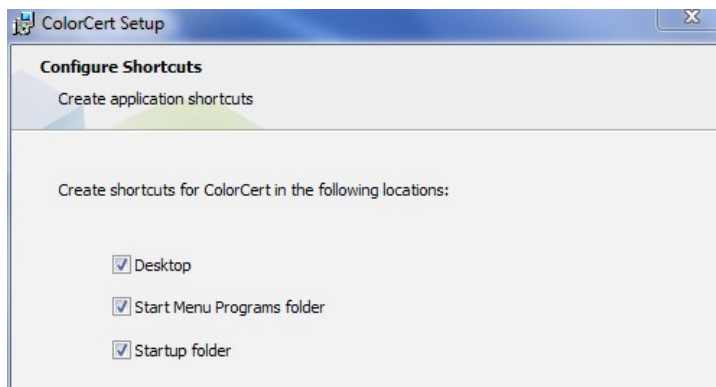 ColorCert Setup
Configure Shortcuts
Create application shortcuts
Create shortcuts for ColorCert in the following locations:
Desktop
Start Menu Programs folder
Startup folder